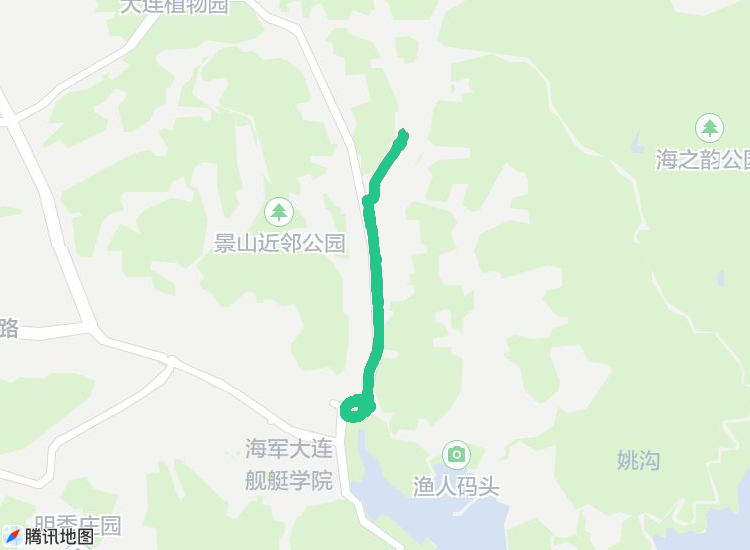 大连植物园
海之韵公园
景山近邻公园
路
海军大连
舰艇学院
渔人码头
姚沟
明秀庄园
腾讯地图